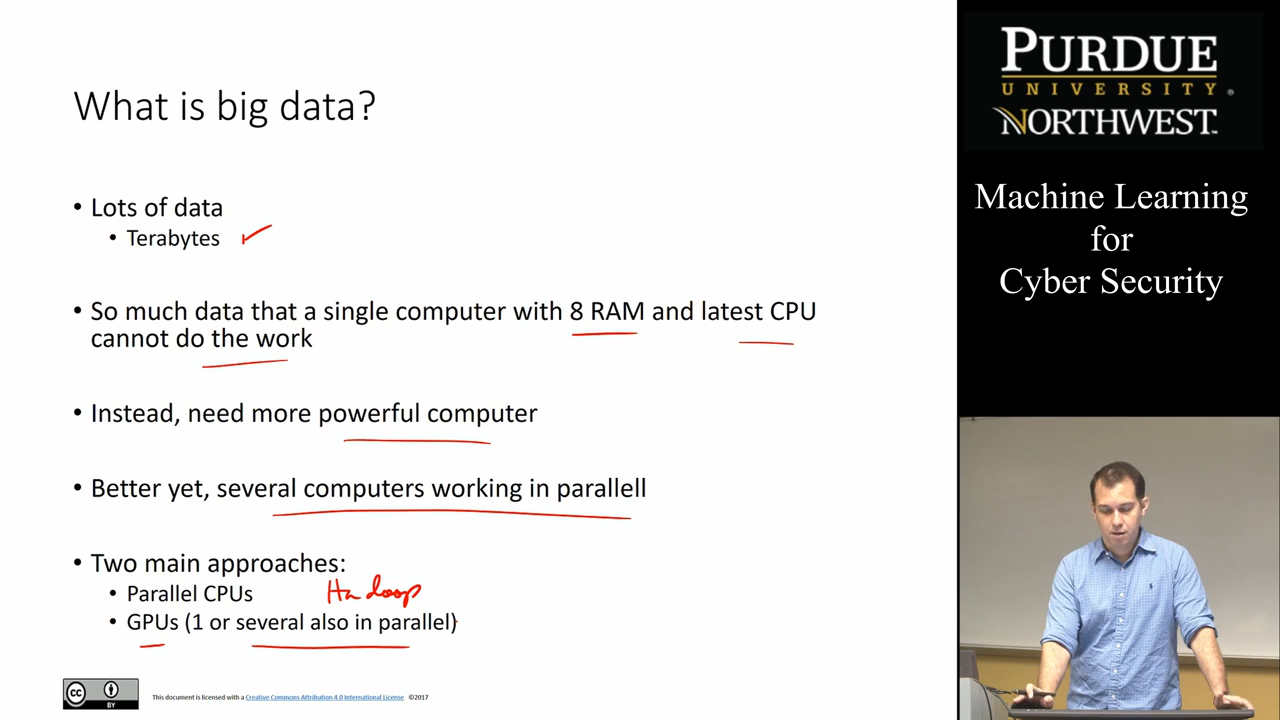 What is big data?
• Lots of data
• Terabytes
• So much data that a single computer with 8 RAM and latest CPU
cannot do the work
• Instead, need more powerful computer
• Better yet, several computers working in parallell
• Two main approaches:
• Parallel CPUs Hadoop
• GPUs (1 or several also in parallel)
cc BY
This document is licensed with a Creative Commons Attribution 4.0 International License ©2017
PURDUE
UNIVERSITY®
NORTHWEST™
Machine Learning
for
Cyber Security